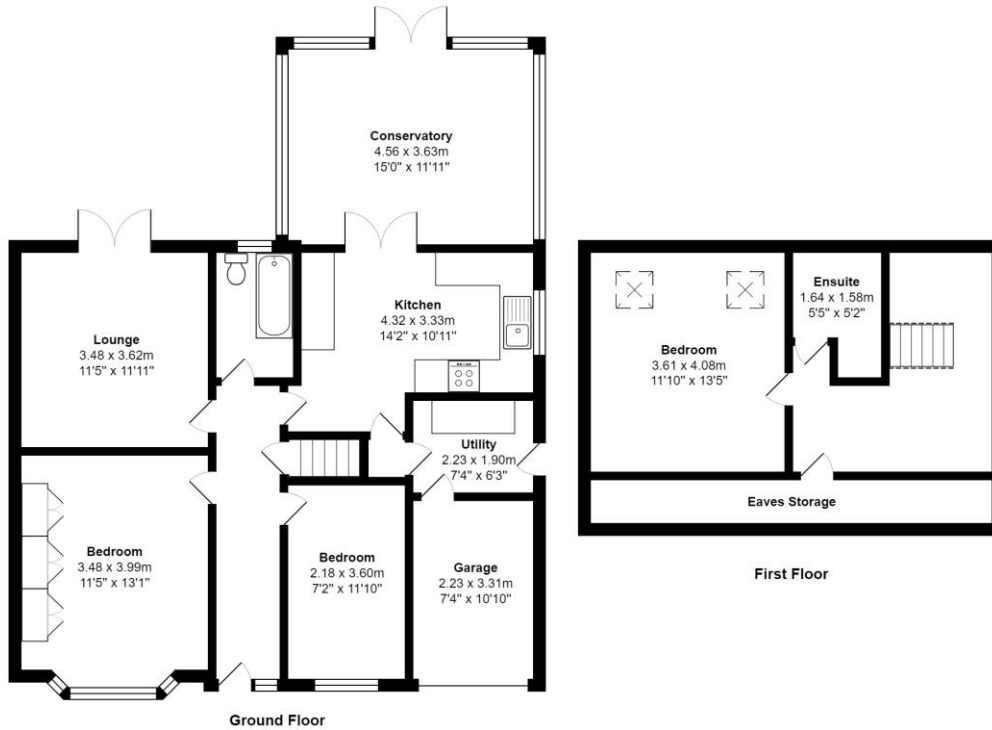 Conservatory
4.56 x 3.63m
15'0" x 11'11"
Lounge
3.48 x 3.62m
11'5" x 11'11"
Kitchen
4.32 x 3.33m
14'2" x 10'11"
Utility
2.23 x 1.90m
7'4" x 6'3"
Bedroom
3.48 x 3.99m
11'5" x 13'1"
Bedroom
2.18 x 3.60m
7'2" x 11'10"
Garage
2.23 x 3.31m
7'4" x 10'10"
Ground Floor
Bedroom
3.61 x 4.08m
11'10" x 13'5"
Ensuite
1.64 x 1.58m
5'5" x 5'2"
Eaves Storage
First Floor